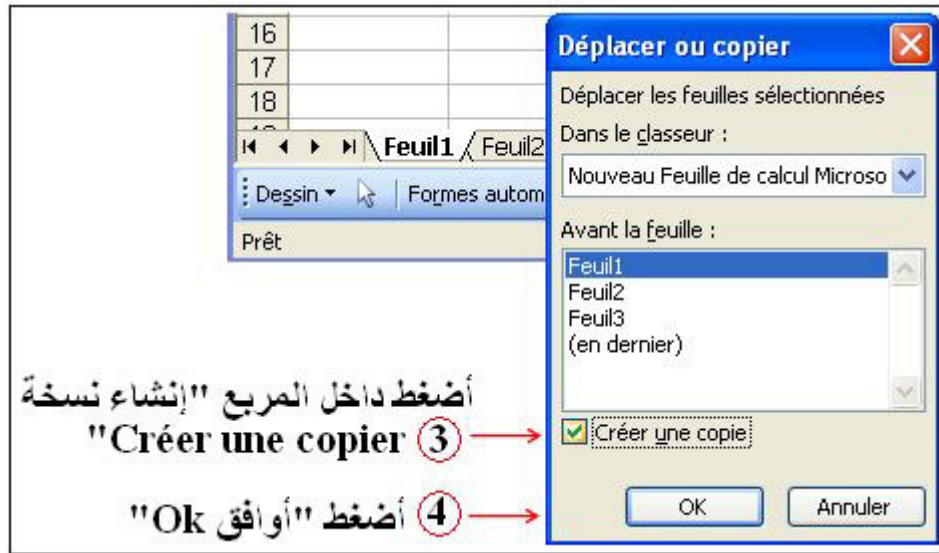 16
17
18
Feuil1 Feuil2
Dessin Formes autom
Prêt
Déplacer ou copier
Déplacer les feuilles sélectionnées
Dans le classeur :
Nouveau Feuille de calcul Microso
Avant la feuille :
Feuil1
Feuil2
Feuil3
(en dernier)
Créer une copie
OK Annuler
أضغط داخل المربع "إنشاء نسخة
"Créer une copier 3
4 أضغط "أوافق Ok"